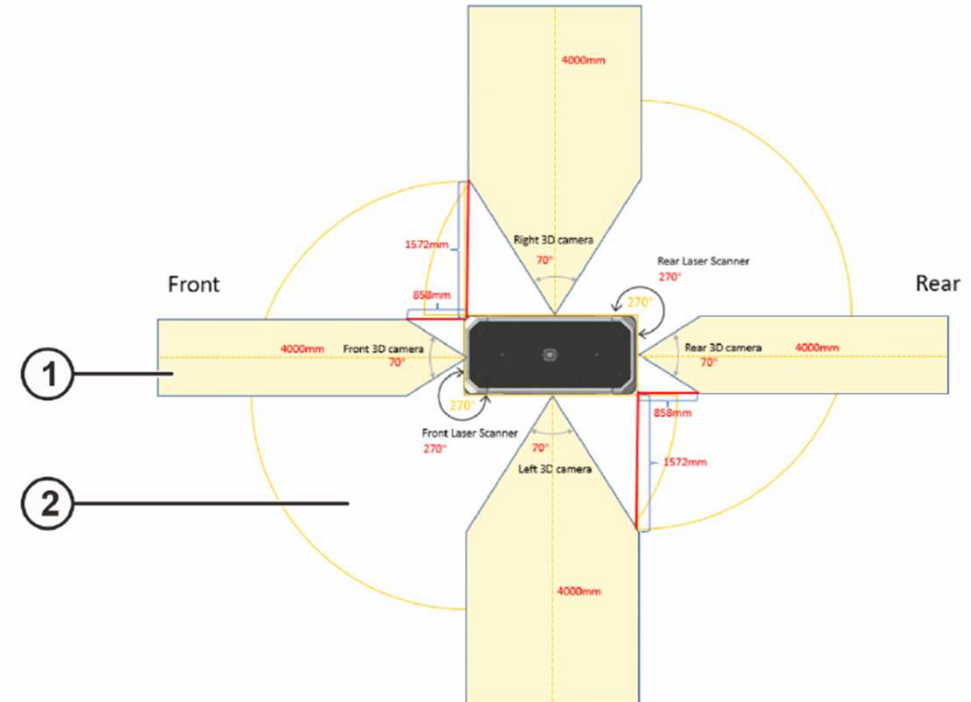 4000mm
Right 3D camera
70°
Rear Laser Scanner
270°
270°
1572mm
858mm
Front
Rear
4000mm
Front 3D camera
70°
Rear 3D camera
70°
4000mm
1
270°
Front Laser Scanner
270°
70°
Left 3D camera
858mm
1572mm
2
4000mm